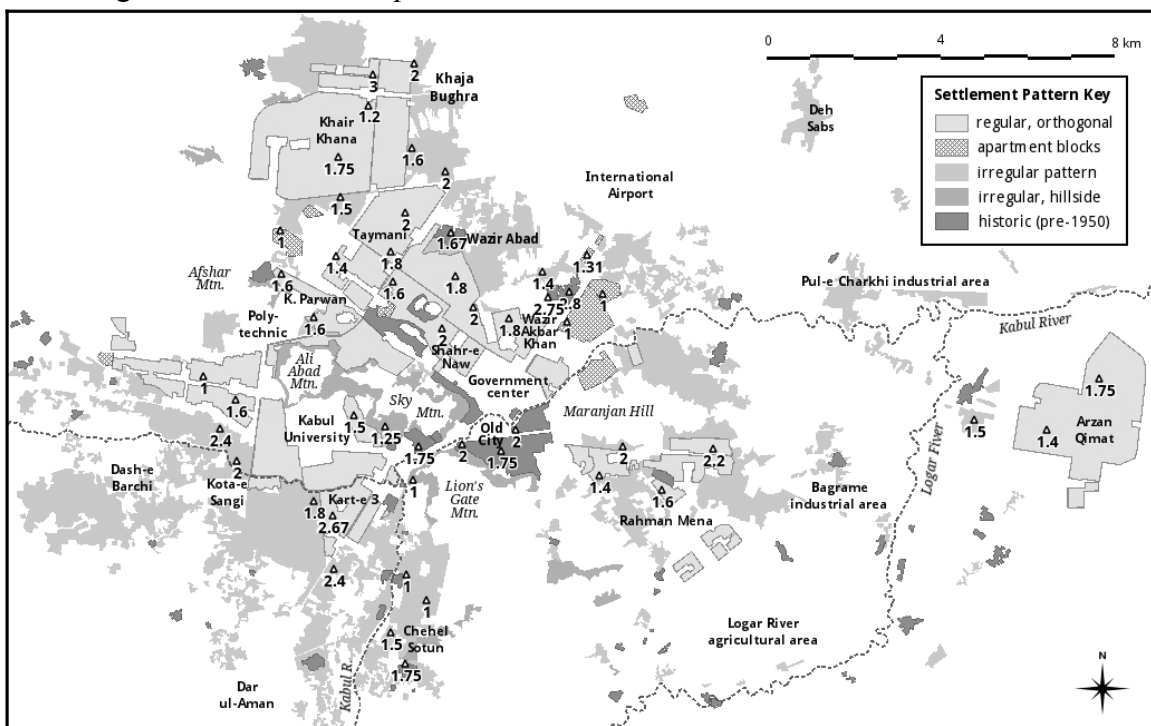 0 4 8 km
Settlement Pattern Key
regular, orthogonal
apartment blocks
irregular pattern
irregular, hillside
historic (pre-1950)
Khaja
Bughra
2
3
1.2
Khair
Khana
1.75
1.6
2
1.5
Deh
Sabs
International
Airport
2
Taymani
Wazir Abad
1.67
1
1.4
1.8
1.6
1.8
2
Afshar
Mtn.
1.6
K. Parwan
1.6
Poly-
technic
1.31
1.4
2.75
2.8
1
1
1.8
Wazir
Akbar
Khan
2
Shahr-e
Naw
Government
center
Pul-e Charkhi industrial area
Kabul River
Ali
Abad
Mtn.
Sky
Mtn.
1
1.6
2.4
2
Kabul
University
1.5
1.25
1.75
2
Old
City
2
1.75
Maranjan Hill
2
2.2
1.4
1.6
Rahman Mena
Bagrame
industrial area
Logar River
1.5
1.75
1.4
Arzan
Qimat
Dash-e
Barchi
Kota-e
Sangi
Kart-e 3
1.8
2.67
1
Lion's
Gate
Mtn.
2.4
1
1
1.5
Chehel
Sotun
1.75
Kabul R.
Dar
ul-Aman
Logar River
agricultural area
N